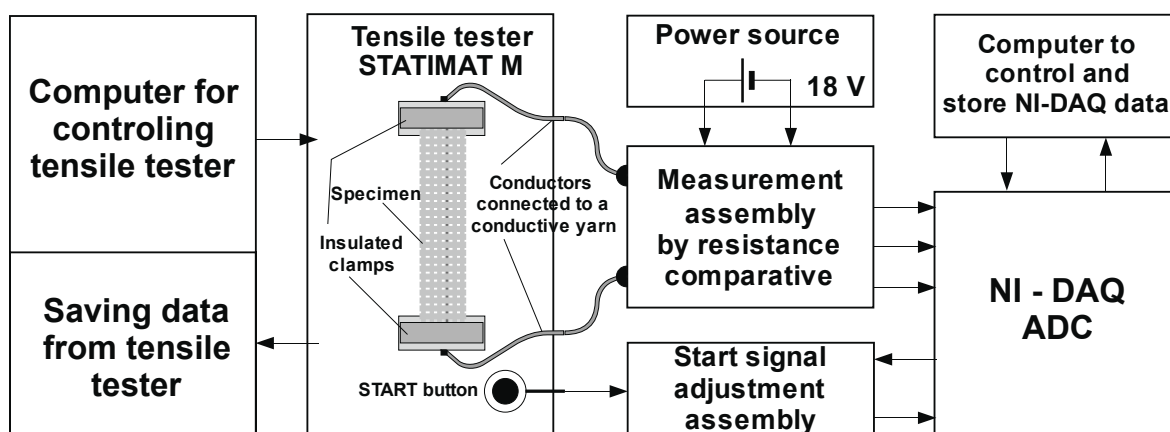 Computer for
controling
tensile tester
Saving data
from tensile
tester
Tensile tester
STATIMAT M
Specimen
Insulated
clamps
Conductors
connected to a
conductive yarn
START button
Power source
18 V
Measurement
assembly
by resistance
comparative
Start signal
adjustment
assembly
Computer to
control and
store NI-DAQ
data
NI - DAQ
ADC